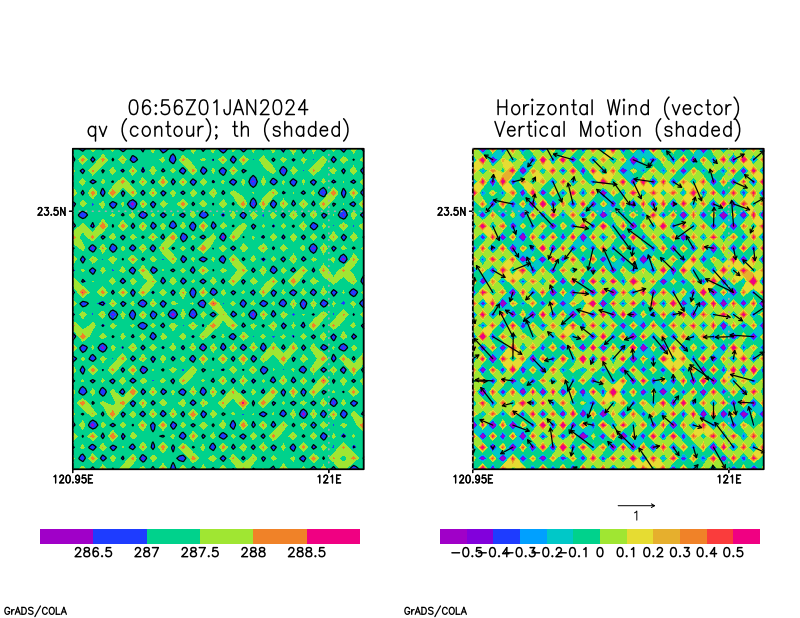 06:56Z01JAN2024
qv (contour); th (shaded)
23.5N
120.95E 121E
286.5 287 287.5 288 288.5
GrADS/COLA
Horizontal Wind (vector)
Vertical Motion (shaded)
23.5N
120.95E 121E
1
-0.5 -0.4 -0.3 -0.2 -0.1 0 0.1 0.2 0.3 0.4 0.5
GrADS/COLA